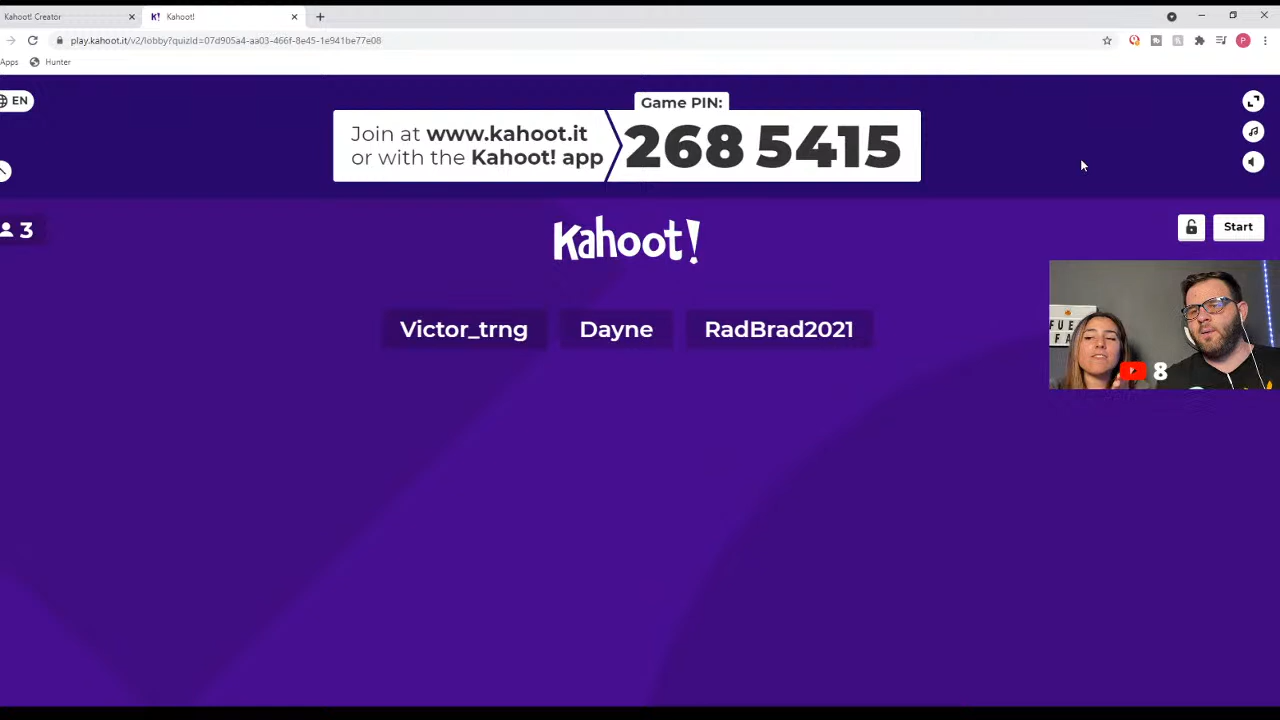 Kahoot! Creator
K! Kahoot!
play.kahoot.it/v2/lobby?quizId=07d905a4-aa03-466f-8e45-1e941be77e08
P
Apps
Hunter
EN
Game PIN:
Join at www.kahoot.it
or with the Kahoot! app
268 5415
3
Kahoot!
Start
Victor_trng
Dayne
RadBrad2021
FUE
FA
8